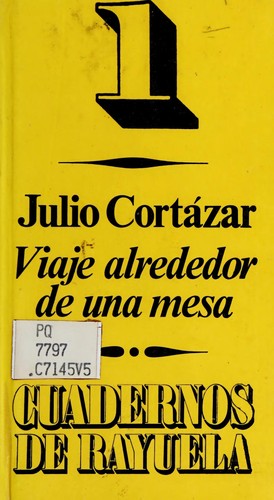 1
Julio Cortázar
Viaje alrededor
de una mesa
PQ
7797
.C7145V5
CUADERNOS
DE RAYUELA